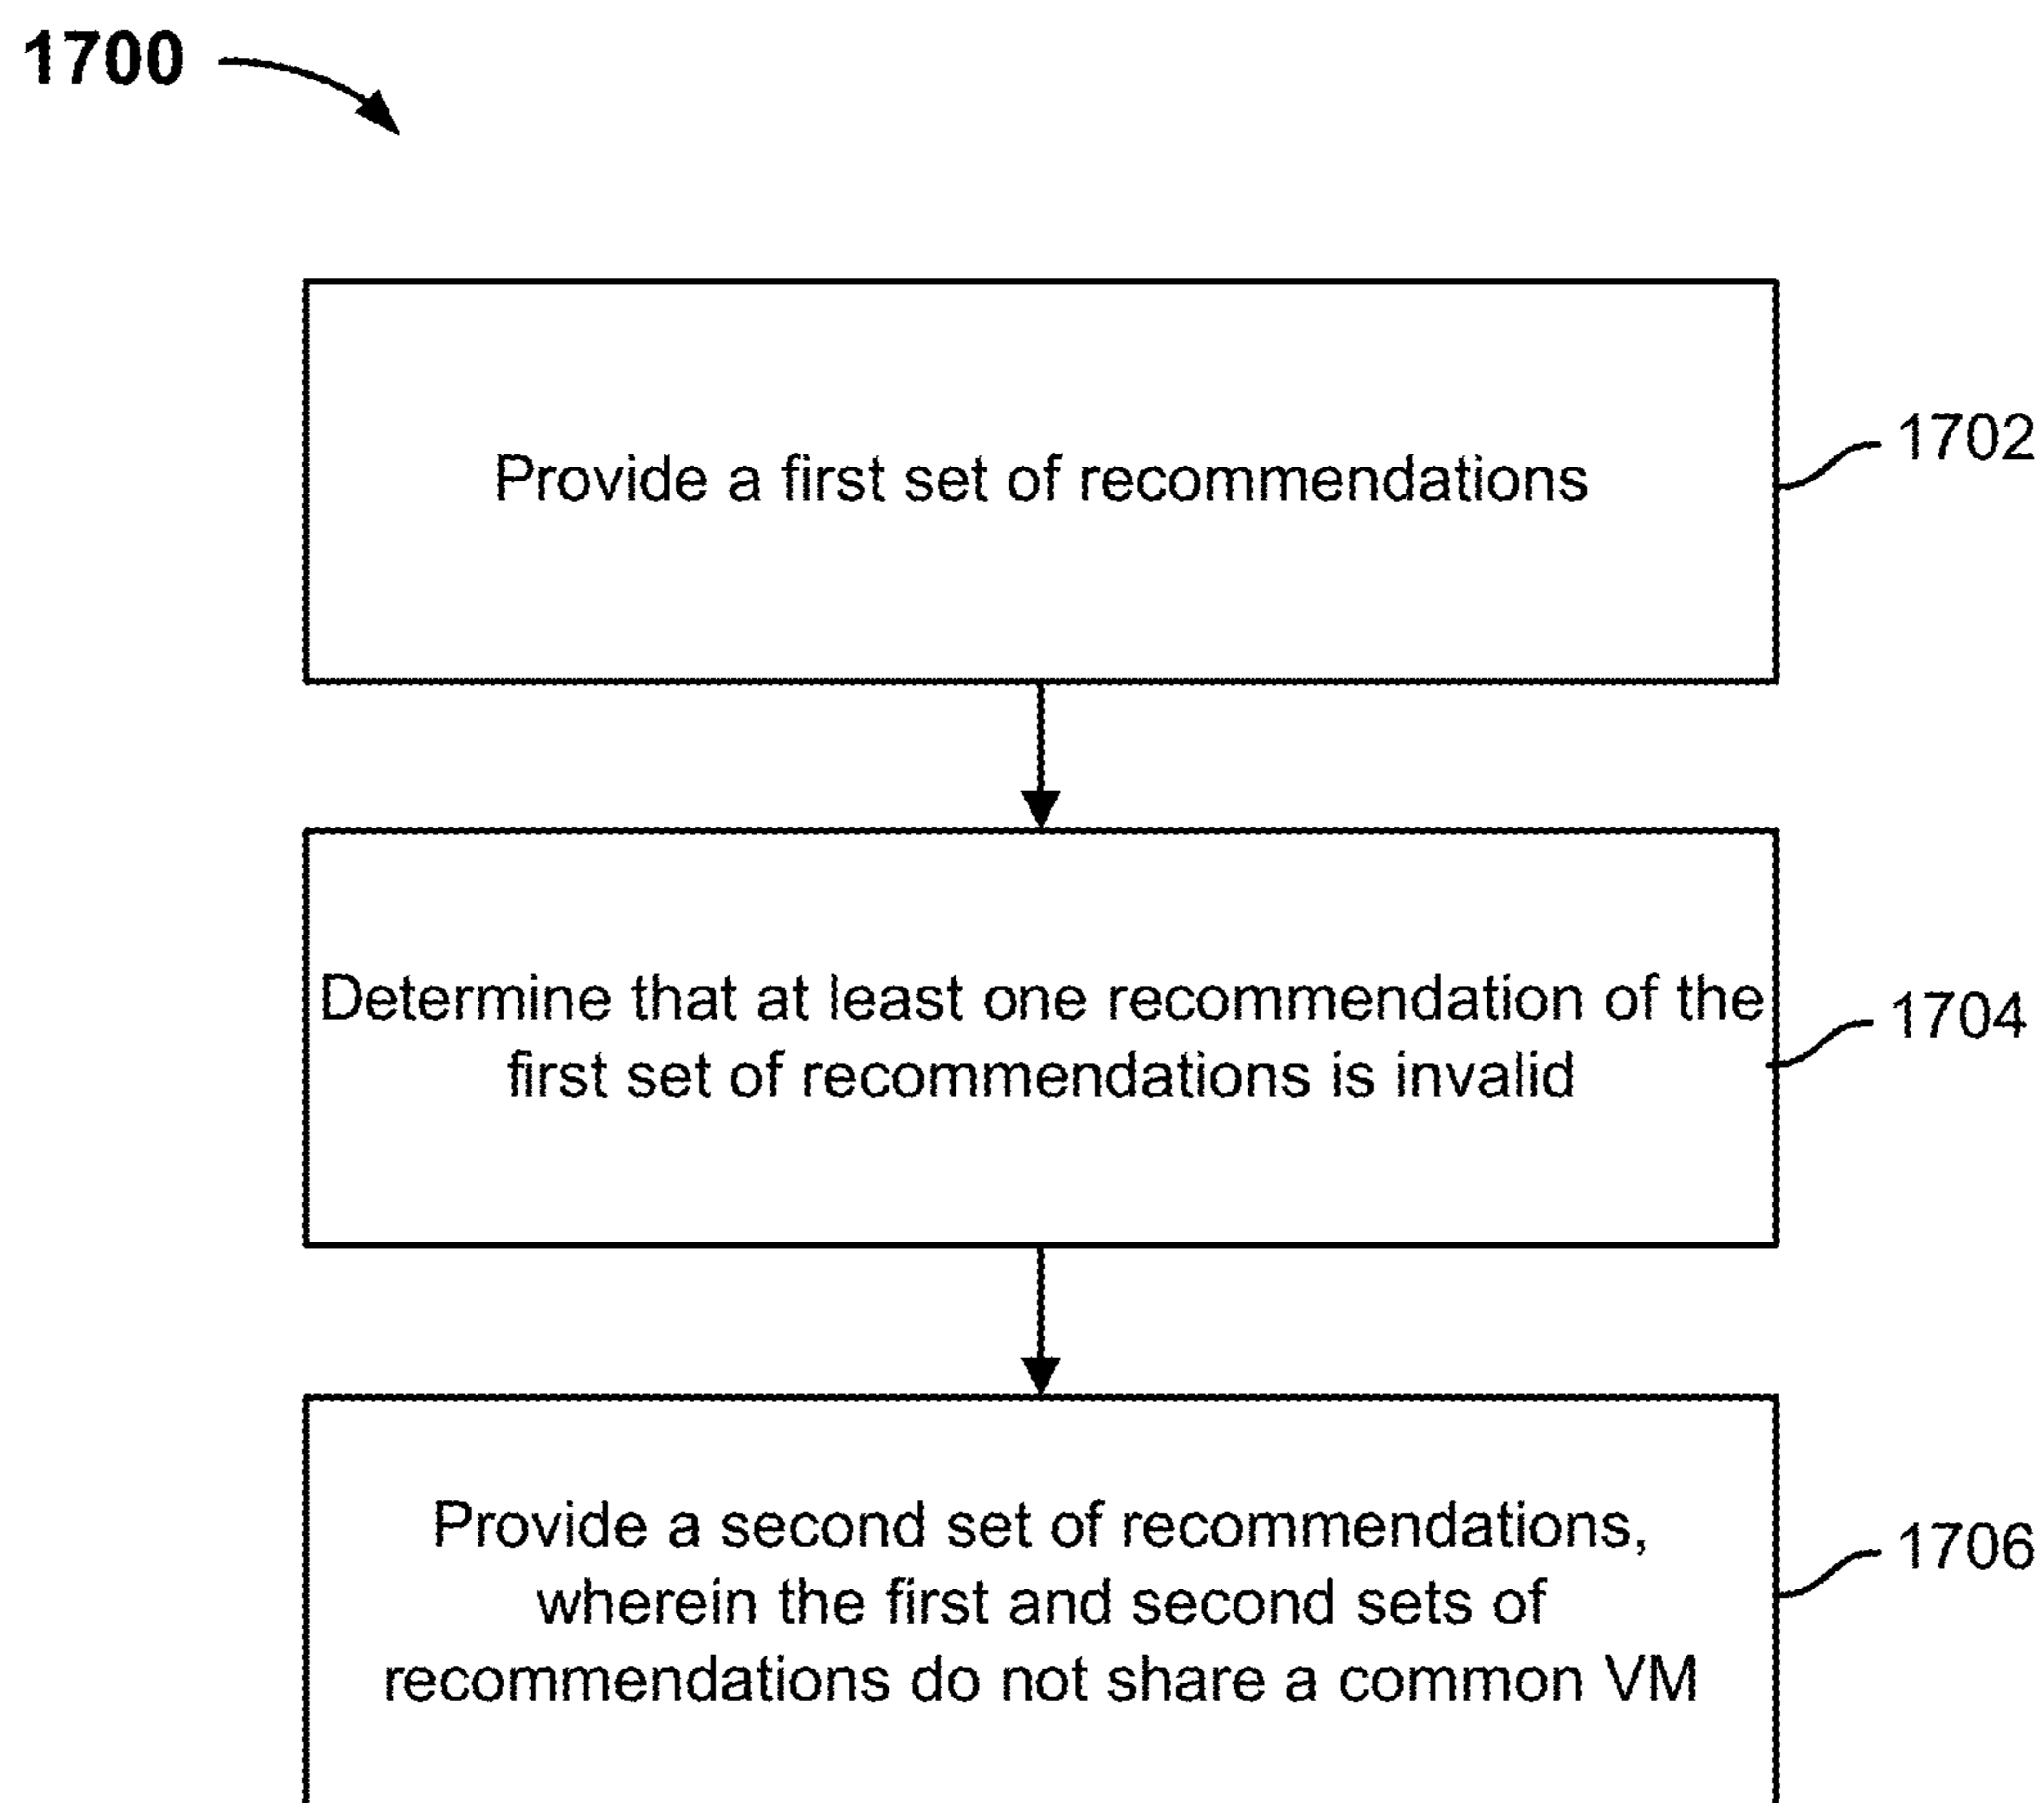 1700
Provide a first set of recommendations
1702
Determine that at least one recommendation of the
first set of recommendations is invalid
1704
Provide a second set of recommendations,
wherein the first and second sets of
recommendations do not share a common VM
1706